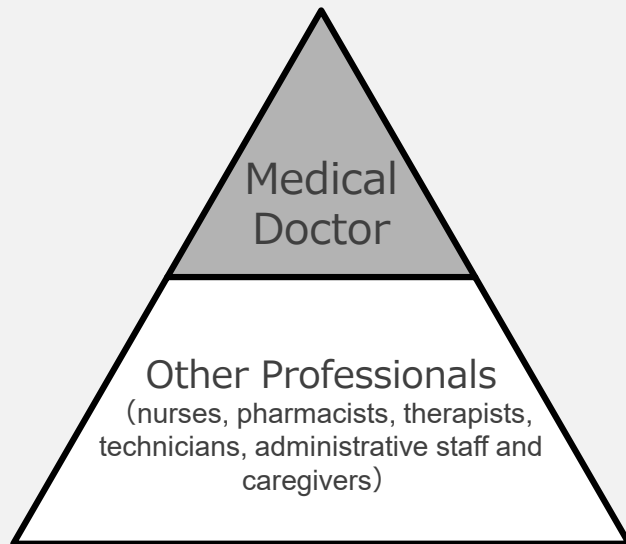 Medical
Doctor
Other Professionals
（nurses, pharmacists, therapists,
technicians, administrative staff and
caregivers）